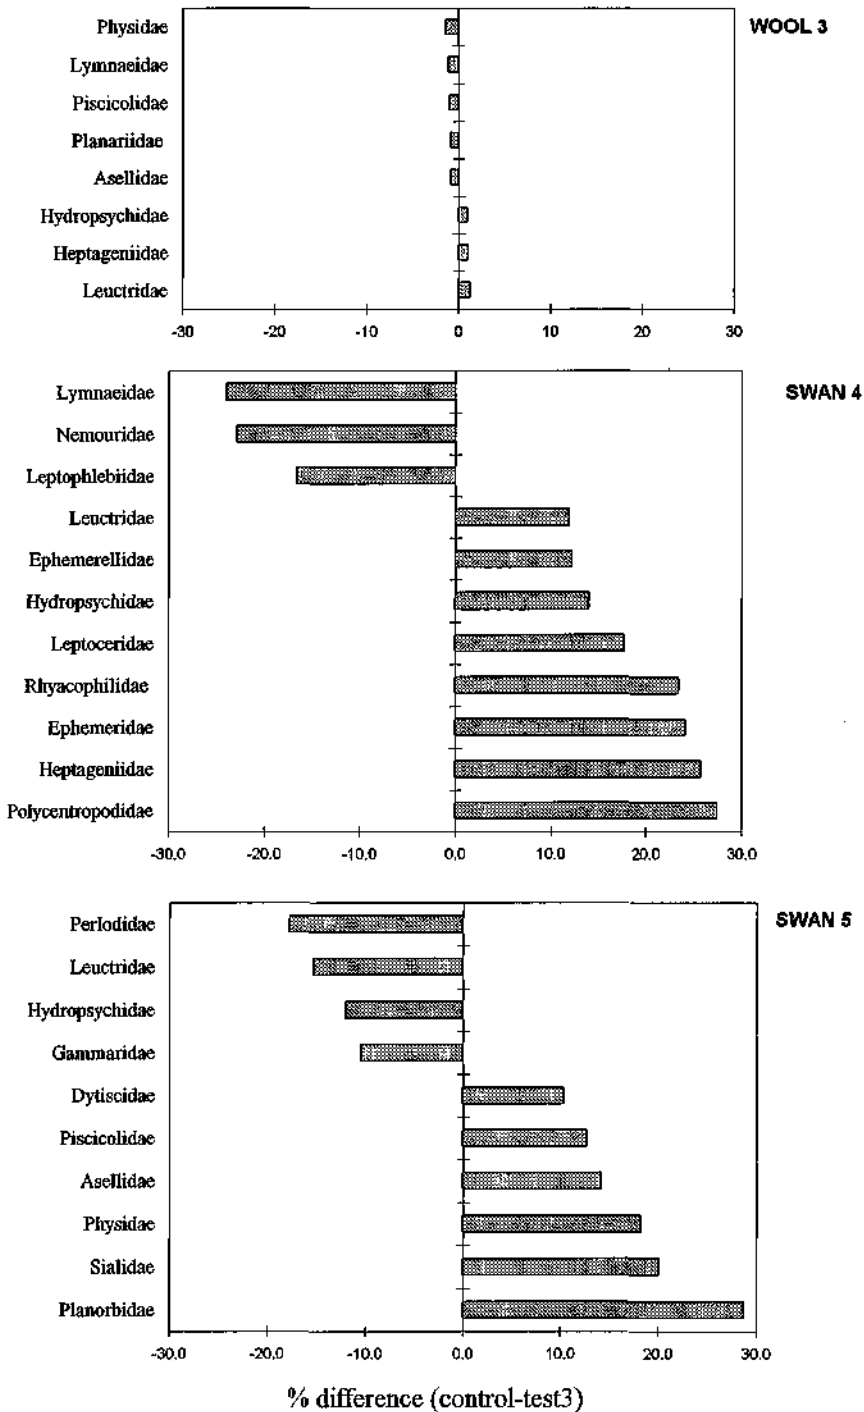 WOOL 3
Physidae
Lymnaeidae
Piscicolidae
Planariidae
Asellidae
Hydropsychidae
Heptageniidae
Leuctridae
-30 -20 -10 0 10 20 30
SWAN 4
Lymnaeidae
Nemouridae
Leptophlebiidae
Leuctridae
Ephemerellidae
Hydropsychidae
Leptoceridae
Rhyacophilidae
Ephemeridae
Heptageniidae
Polycentropodidae
-30.0 -20.0 -10.0 0.0 10.0 20.0 30.0
SWAN 5
Perlodidae
Leuctridae
Hydropsychidae
Gammaridae
Dytiscidae
Piscicolidae
Asellidae
Physidae
Sialidae
Planorbidae
-30.0 -20.0 -10.0 0.0 10.0 20.0 30.0
% difference (control-test3)